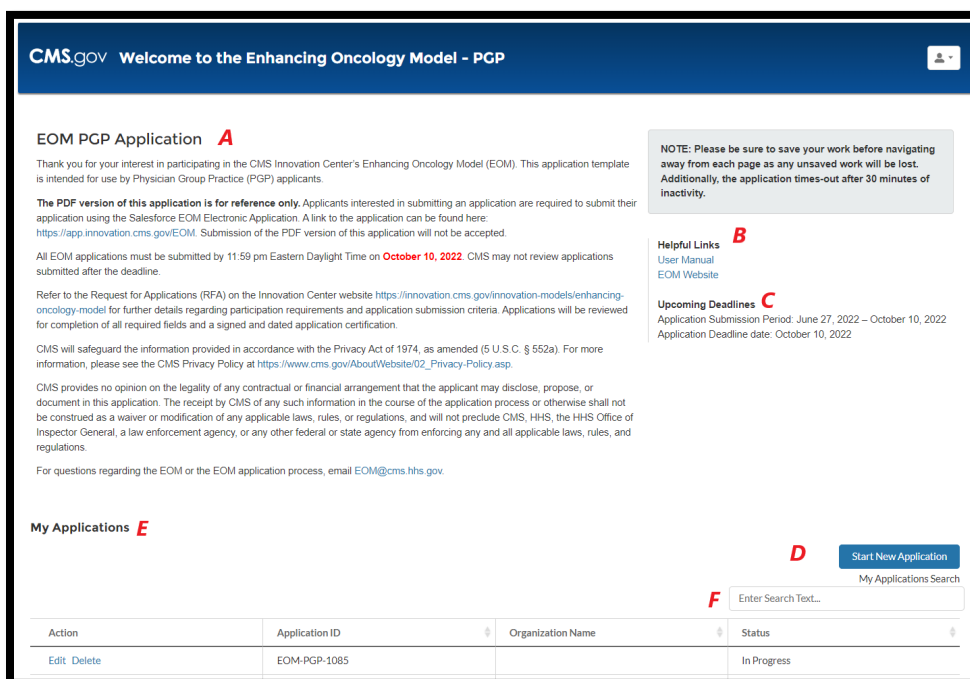 CMS.gov Welcome to the Enhancing Oncology Model - PGP
EOM PGP Application A
Thank you for your interest in participating in the CMS Innovation Center's Enhancing Oncology Model (EOM). This application template
is intended for use by Physician Group Practice (PGP) applicants.
The PDF version of this application is for reference only. Applicants interested in submitting an application are required to submit their
application using the Salesforce EOM Electronic Application. A link to the application can be found here:
https://app.innovation.cms.gov/EOM. Submission of the PDF version of this application will not be accepted.
All EOM applications must be submitted by 11:59 pm Eastern Daylight Time on October 10, 2022. CMS may not review applications
submitted after the deadline.
Refer to the Request for Applications (RFA) on the Innovation Center website https://innovation.cms.gov/innovation-models/enhancing-
oncology-model for further details regarding participation requirements and application submission criteria. Applications will be reviewed
for completion of all required fields and a signed and dated application certification.
CMS will safeguard the information provided in accordance with the Privacy Act of 1974, as amended (5 U.S.C. § 552a). For more
information, please see the CMS Privacy Policy at https://www.cms.gov/AboutWebsite/02_Privacy-Policy.asp.
CMS provides no opinion on the legality of any contractual or financial arrangement that the applicant may disclose, propose, or
document in this application. The receipt by CMS of any such information in the course of the application process or otherwise shall not
be construed as a waiver or modification of any applicable laws, rules, or regulations, and will not preclude CMS, HHS, the HHS Office of
Inspector General, a law enforcement agency, or any other federal or state agency from enforcing any and all applicable laws, rules, and
regulations.
For questions regarding the EOM or the EOM application process, email EOM@cms.hhs.gov.
NOTE: Please be sure to save your work before navigating
away from each page as any unsaved work will be lost.
Additionally, the application times-out after 30 minutes of
inactivity.
Helpful Links B
User Manual
EOM Website
Upcoming Deadlines C
Application Submission Period: June 27, 2022 – October 10, 2022
Application Deadline date: October 10, 2022
My Applications E
D Start New Application
My Applications Search
F Enter Search Text...
Action Application ID Organization Name Status
Edit Delete EOM-PGP-1085 In Progress